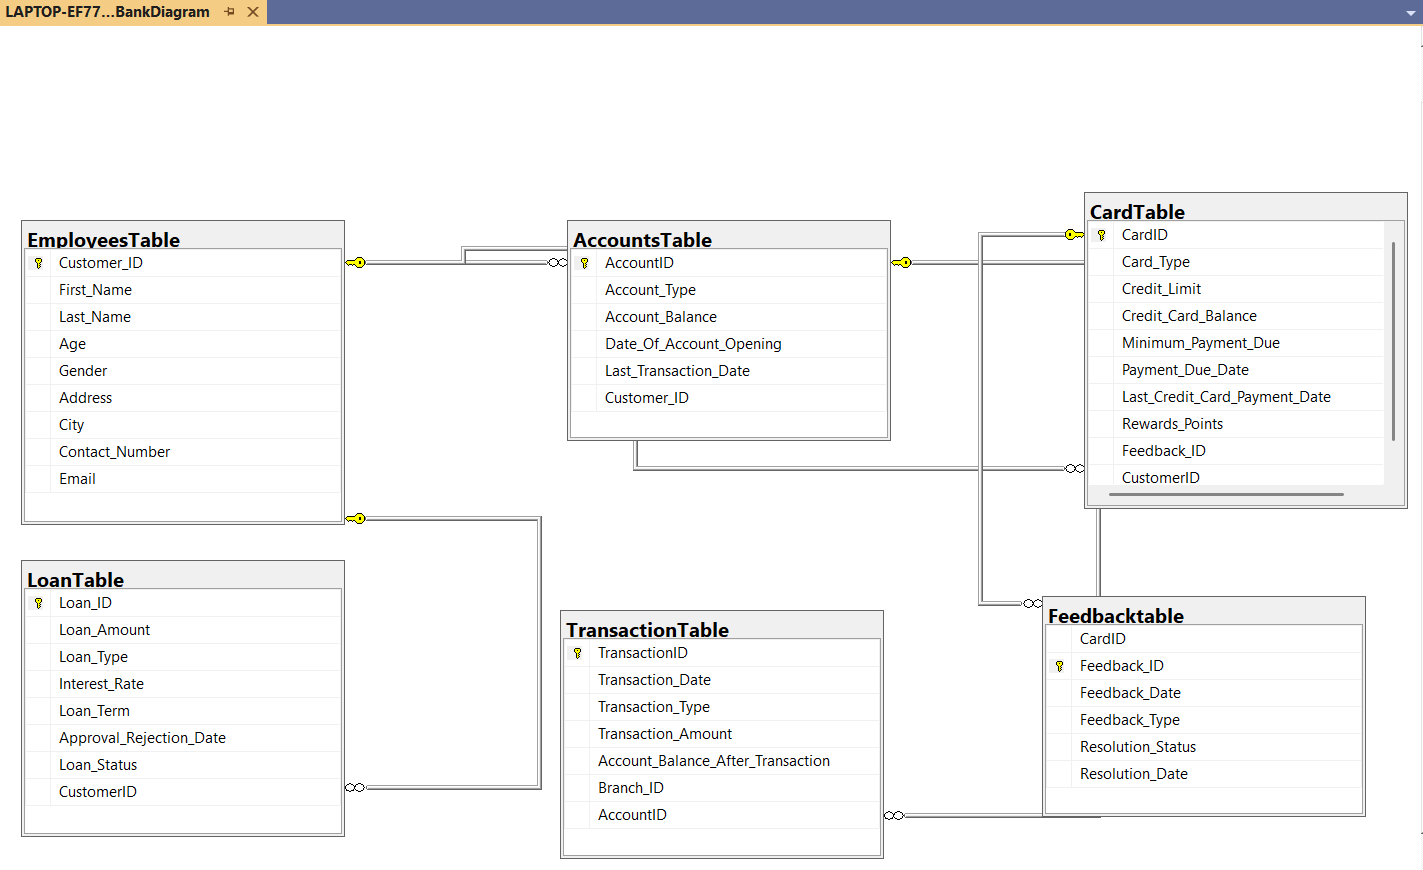 LAPTOP-EF77...BankDiagram
EmployeesTable
Customer_ID
First_Name
Last_Name
Age
Gender
Address
City
Contact_Number
Email
AccountsTable
AccountID
Account_Type
Account_Balance
Date_Of_Account_Opening
Last_Transaction_Date
Customer_ID
CardTable
CardID
Card_Type
Credit_Limit
Credit_Card_Balance
Minimum_Payment_Due
Payment_Due_Date
Last_Credit_Card_Payment_Date
Rewards_Points
Feedback_ID
CustomerID
LoanTable
Loan_ID
Loan_Amount
Loan_Type
Interest_Rate
Loan_Term
Approval_Rejection_Date
Loan_Status
CustomerID
TransactionTable
TransactionID
Transaction_Date
Transaction_Type
Transaction_Amount
Account_Balance_After_Transaction
Branch_ID
AccountID
Feedbacktable
CardID
Feedback_ID
Feedback_Date
Feedback_Type
Resolution_Status
Resolution_Date